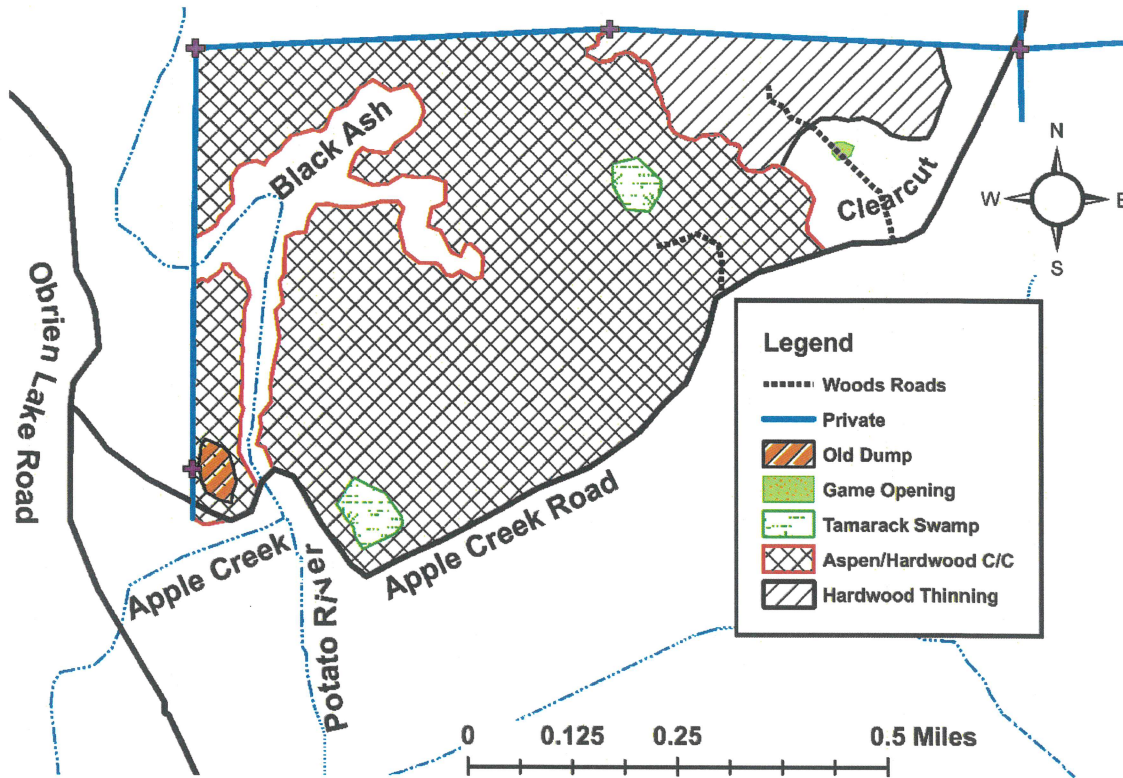 Black Ash
Clearcut
N
W
E
S
Obrien Lake Road
Apple Creek
Potato River
Apple Creek Road
Legend
Woods Roads
Private
Old Dump
Game Opening
Tamarack Swamp
Aspen/Hardwood C/C
Hardwood Thinning
0 0.125 0.25 0.5 Miles